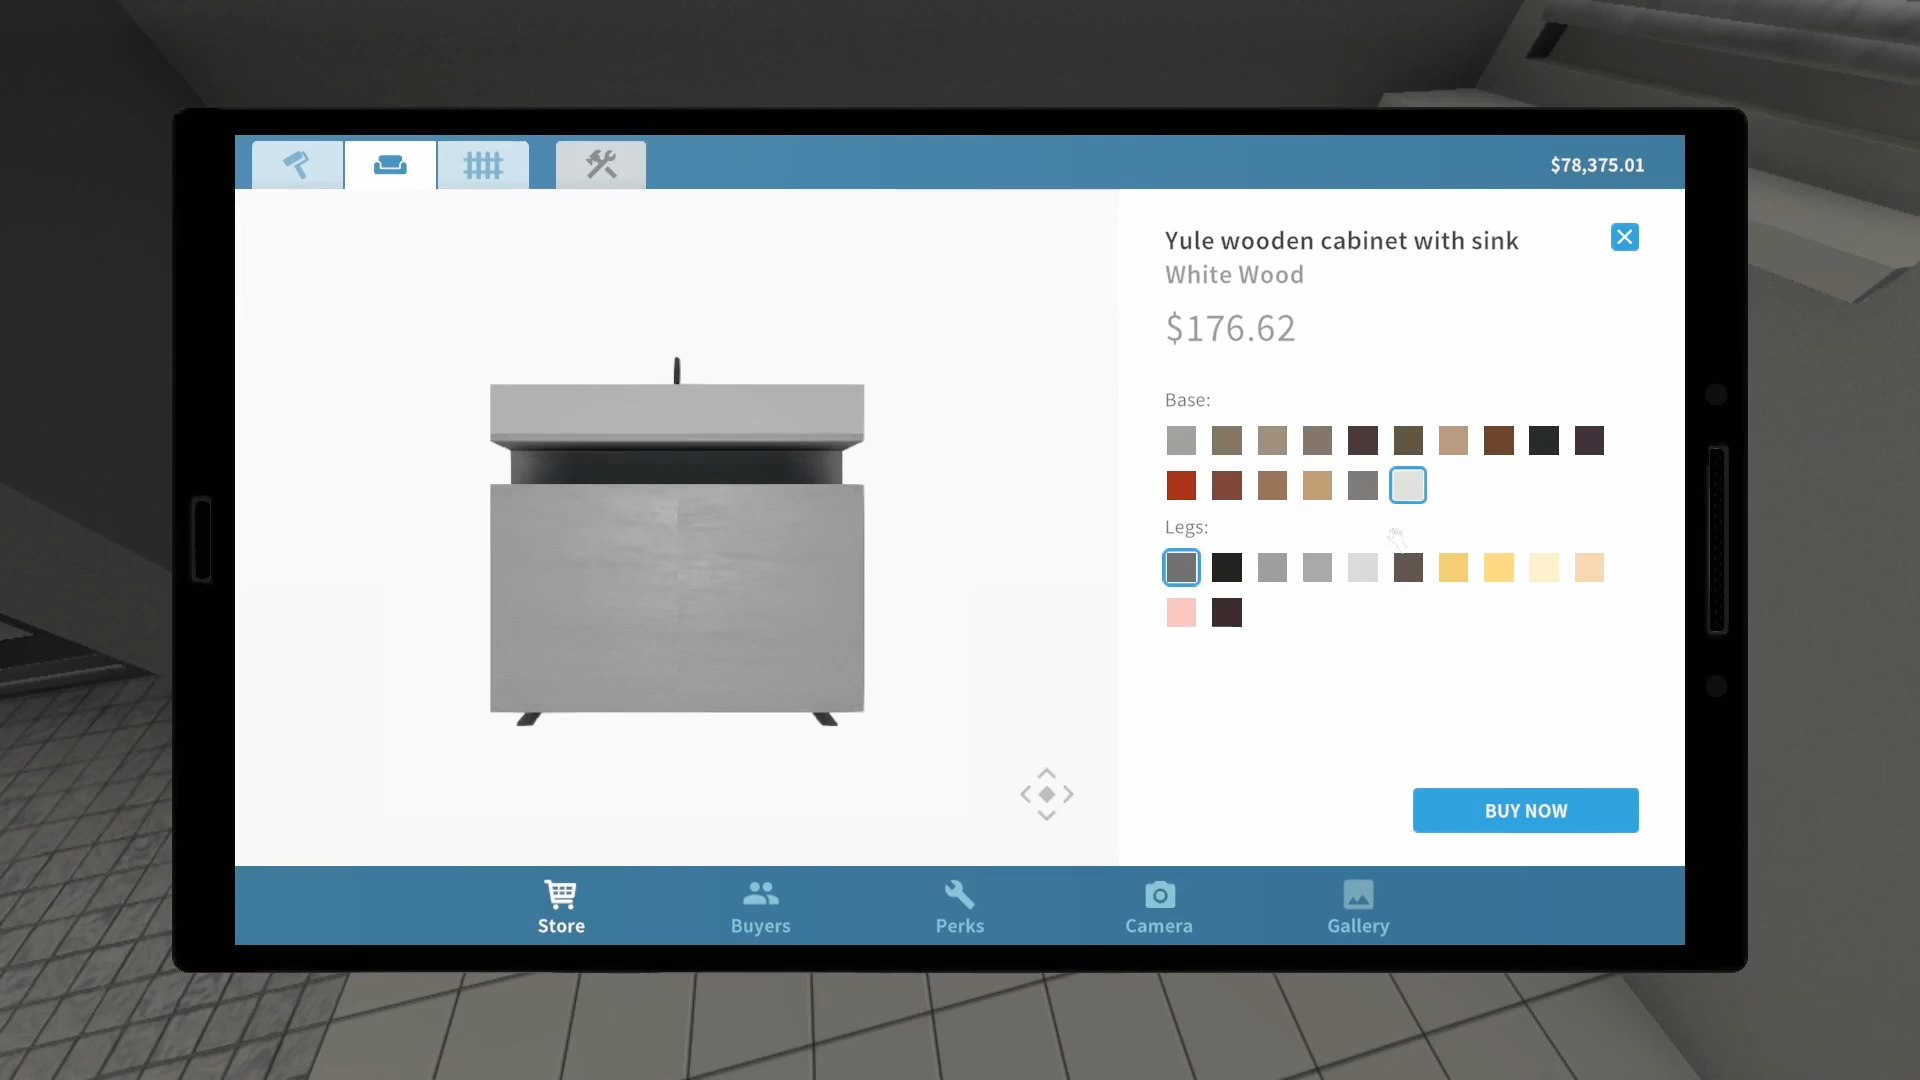 $78,375.01
Yule wooden cabinet with sink
White Wood
$176.62
Base:
Legs:
BUY NOW
Store
Buyers
Perks
Camera
Gallery